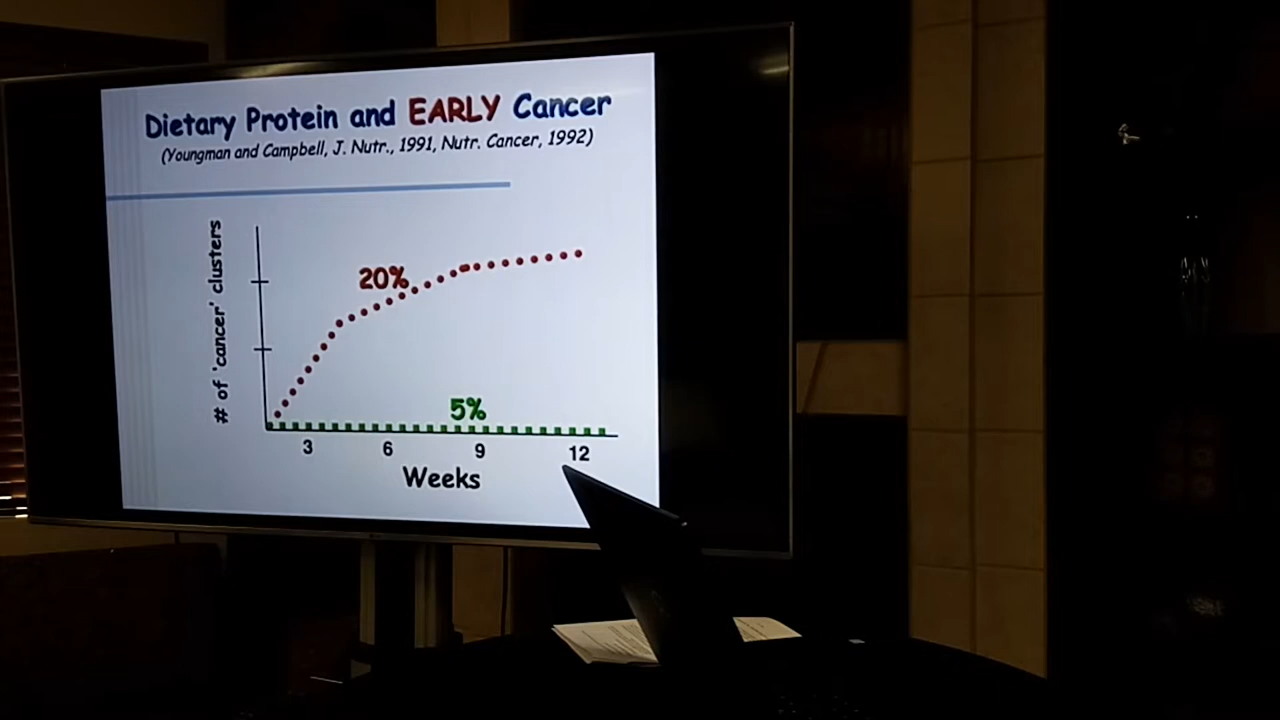 Dietary Protein and EARLY Cancer
(Youngman and Campbell, J. Nutr., 1991, Nutr. Cancer, 1992)
# of 'cancer' clusters
20%
5%
3 6 9 12
Weeks